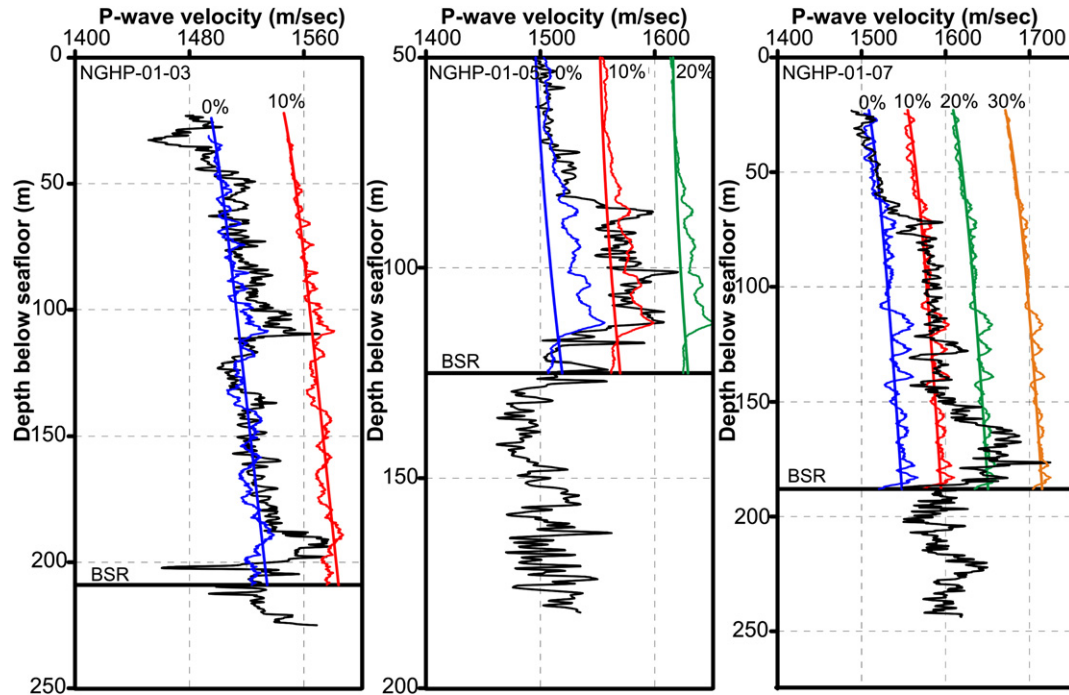 P-wave velocity (m/sec)
1400 1480 1560
0
NGHP-01-03
0%
10%
50
100
150
200
250
Depth below seafloor (m)
BSR
P-wave velocity (m/sec)
1400 1500 1600
50
NGHP-01-05
0%
10%
20%
100
150
200
Depth below seafloor (m)
BSR
P-wave velocity (m/sec)
1400 1500 1600 1700
0
NGHP-01-07
0%
10%
20%
30%
50
100
150
200
250
Depth below seafloor (m)
BSR